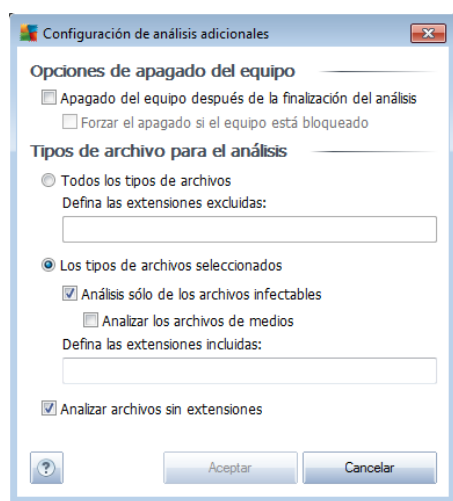 Configuración de análisis adicionales
Opciones de apagado del equipo
Apagado del equipo después de la finalización del análisis
Forzar el apagado si el equipo está bloqueado
Tipos de archivo para el análisis
Todos los tipos de archivos
Defina las extensiones excluidas:
Los tipos de archivos seleccionados
Análisis sólo de los archivos infectables
Analizar los archivos de medios
Defina las extensiones incluidas:
Analizar archivos sin extensiones
?
Aceptar
Cancelar